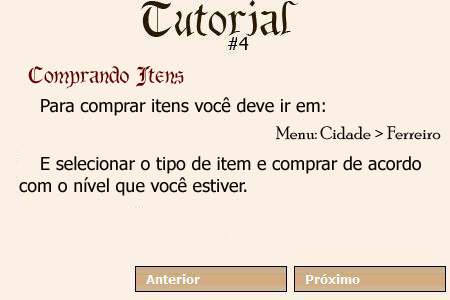 Tutorial
#4
Comprando Itens
Para comprar itens você deve ir em:
Menu: Cidade > Ferreiro
E selecionar o tipo de item e comprar de acordo
com o nível que você estiver.
Anterior
Próximo